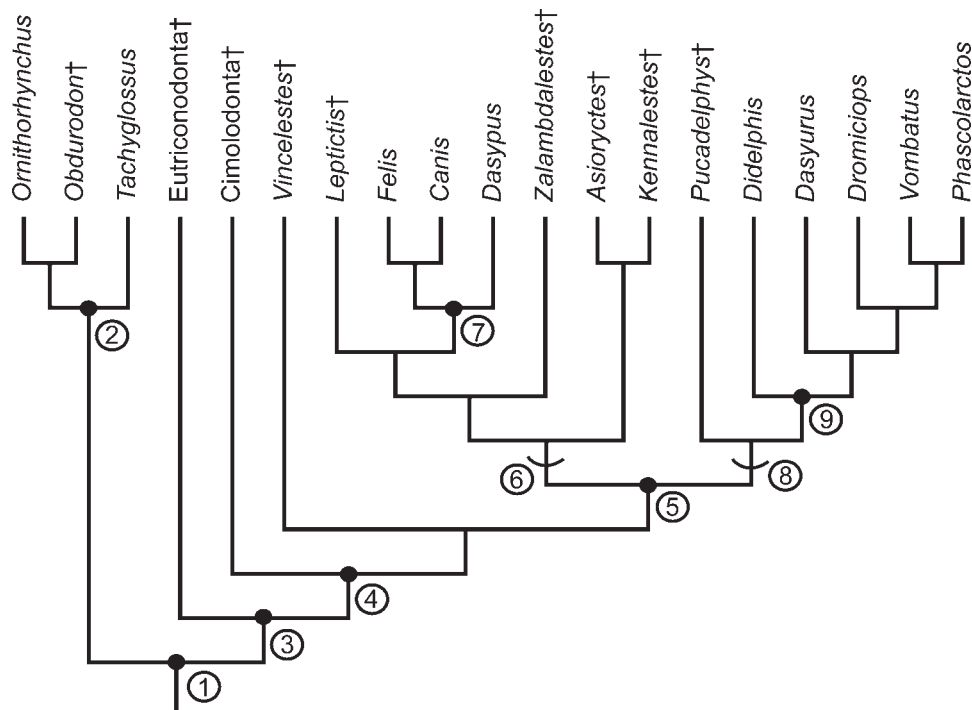 Ornithorhynchus
Obdurodon†
Tachyglossus
Eutriconodonta†
Cimolodonta†
Vincelestes†
Leptictis†
Felis
Canis
Dasypus
Zalambdalestes†
Asioryctes†
Kennalestes†
Pucadelphys†
Didelphis
Dasyurus
Dromiciops
Vombatus
Phascolarctos
2
7
9
6
8
5
4
3
1